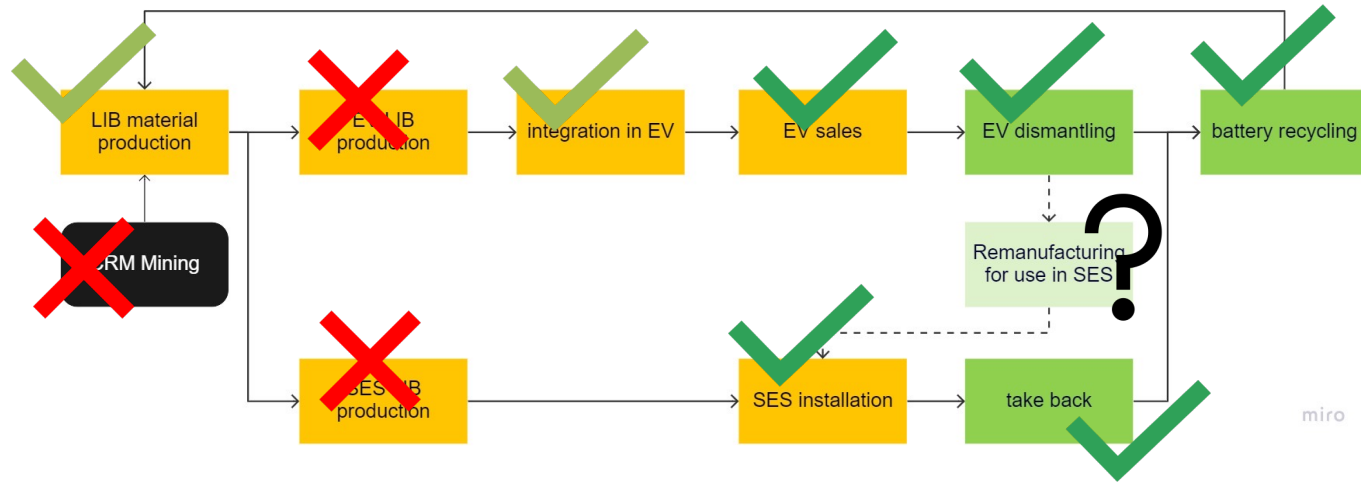 LIB material
production
production
integration in EV
EV sales
EV dismantling
battery recycling
CRM Mining
Remanufacturing
for use in SES
production
SES installation
take back
miro